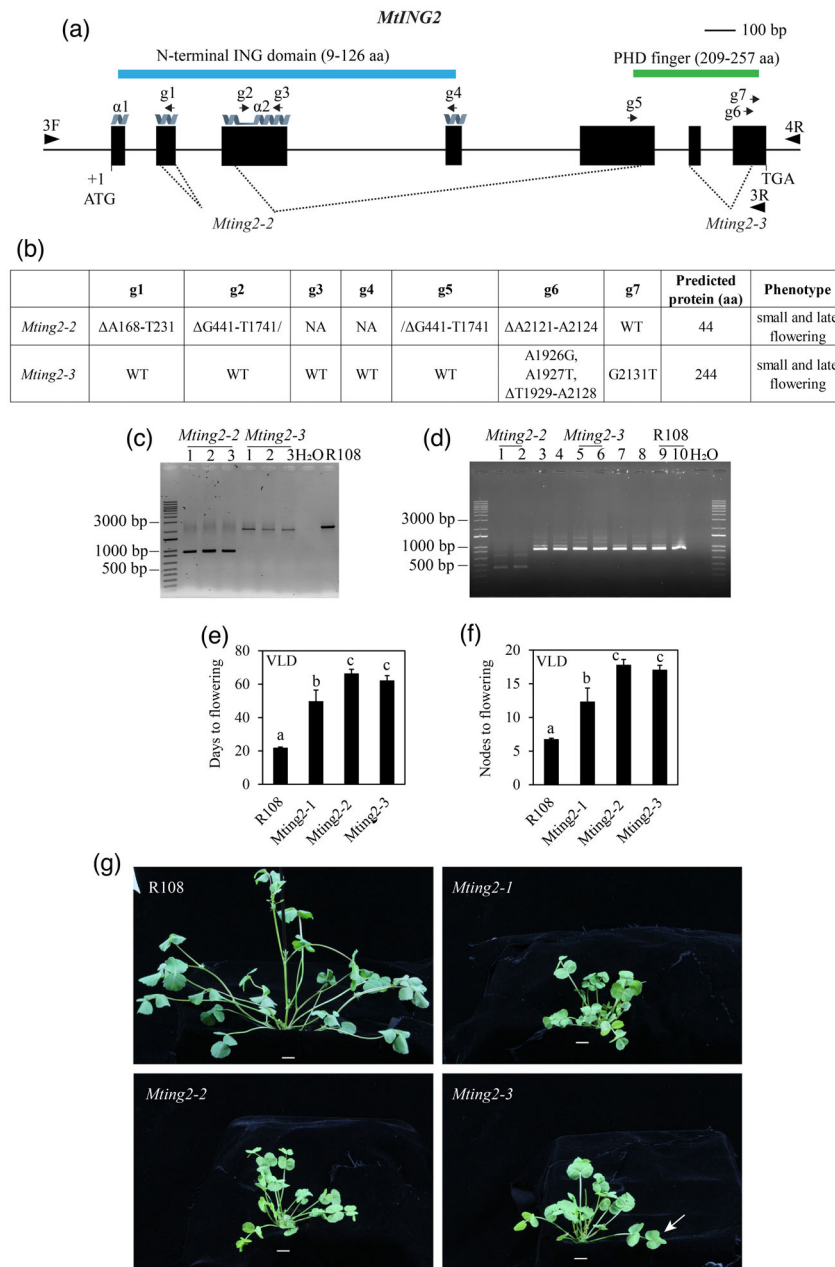 MtING2
(a)
100 bp
N-terminal ING domain (9-126 aa)
PHD finger (209-257 aa)
α1 g1 g2 α2 g3 g4 g5 g6 g7
3F
4R
+1
ATG
TGA
3R
Mting2-2
Mting2-3
(b)
g1 g2 g3 g4 g5 g6 g7 Predicted protein (aa) Phenotype
Mting2-2 ΔA168-T231 ΔG441-T1741/ NA NA /ΔG441-T1741 ΔA2121-A2124 WT 44 small and late flowering
Mting2-3 WT WT WT WT WT A1926G, A1927T, ΔT1929-A2128 G2131T 244 small and late flowering
(c)
Mting2-2 Mting2-3
1 2 3 1 2 3 H₂O R108
3000 bp
1000 bp
500 bp
(d)
Mting2-2 Mting2-3 R108
1 2 3 4 5 6 7 8 9 10 H₂O
3000 bp
1000 bp
500 bp
(e)
VLD
Days to flowering
80
60
40
20
0
a b c c
R108 Mting2-1 Mting2-2 Mting2-3
(f)
VLD
Nodes to flowering
20
15
10
5
0
a b c c
R108 Mting2-1 Mting2-2 Mting2-3
(g)
R108
Mting2-1
Mting2-2
Mting2-3